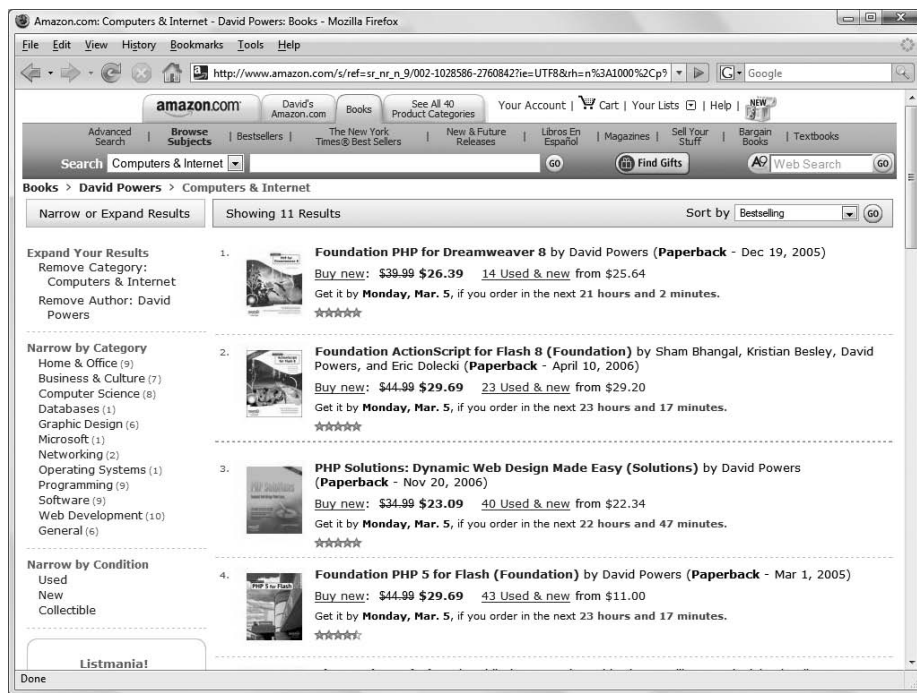 Amazon.com: Computers & Internet - David Powers: Books - Mozilla Firefox
File Edit View History Bookmarks Tools Help
http://www.amazon.com/s/ref=sr_nr_n_9/002-1028586-2760842?ie=UTF8&rh=n%3A1000%2Cp%
G Google
amazon.com
David's Amazon.com
Books
See All 40 Product Categories
Your Account | Cart | Your Lists | Help | NEW
Advanced Search | Browse Subjects | Bestsellers | The New York Times® Best Sellers | New & Future Releases | Libros En Español | Magazines | Sell Your Stuff | Bargain Books | Textbooks
Search Computers & Internet GO Find Gifts A9 Web Search GO
Books > David Powers > Computers & Internet
Narrow or Expand Results
Showing 11 Results
Sort by Bestselling GO
Expand Your Results
Remove Category:
Computers & Internet
Remove Author: David
Powers
Narrow by Category
Home & Office (9)
Business & Culture (7)
Computer Science (8)
Databases (1)
Graphic Design (6)
Microsoft (1)
Networking (2)
Operating Systems (1)
Programming (9)
Software (9)
Web Development (10)
General (6)
Narrow by Condition
Used
New
Collectible
Listmania!
1.
Foundation PHP for Dreamweaver 8 by David Powers (Paperback - Dec 19, 2005)
Buy new: $39.99 $26.39 14 Used & new from $25.64
Get it by Monday, Mar. 5, if you order in the next 21 hours and 2 minutes.
2.
Foundation ActionScript for Flash 8 (Foundation) by Sham Bhangal, Kristian Besley, David
Powers, and Eric Dolecki (Paperback - April 10, 2006)
Buy new: $44.99 $29.69 23 Used & new from $29.20
Get it by Monday, Mar. 5, if you order in the next 23 hours and 17 minutes.
3.
PHP Solutions
PHP Solutions: Dynamic Web Design Made Easy (Solutions) by David Powers
(Paperback - Nov 20, 2006)
Buy new: $34.99 $23.09 40 Used & new from $22.34
Get it by Monday, Mar. 5, if you order in the next 22 hours and 47 minutes.
4.
PHP 5 for Flash
Foundation PHP 5 for Flash (Foundation) by David Powers (Paperback - Mar 1, 2005)
Buy new: $44.99 $29.69 43 Used & new from $11.00
Get it by Monday, Mar. 5, if you order in the next 23 hours and 17 minutes.
Done